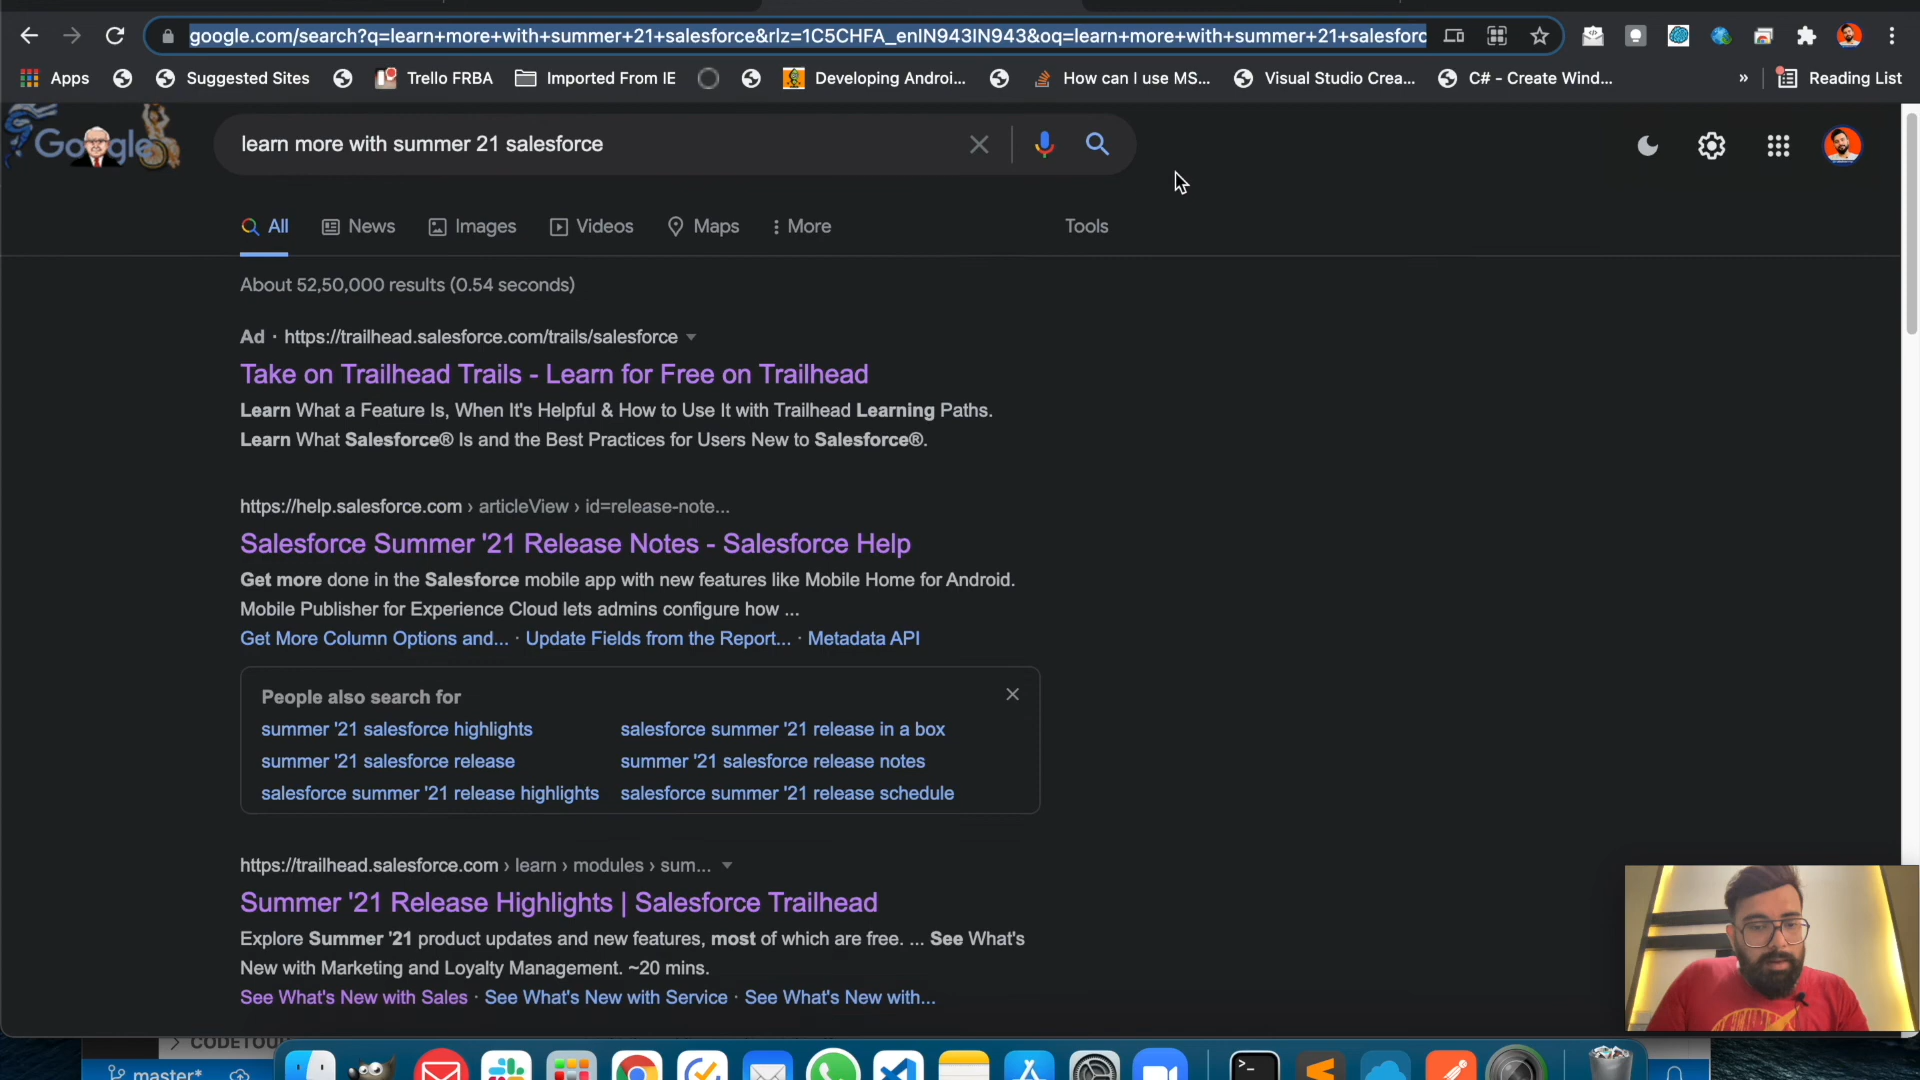 google.com/search?q=learn+more+with+summer+21+salesforce&rlz=1C5CHFA_enIN943IN943&oq=learn+more+with+summer+21+salesforc
Apps Suggested Sites Trello FRBA Imported From IE Developing Androi... How can I use MS... Visual Studio Crea... C# - Create Wind... » Reading List
Google learn more with summer 21 salesforce
All News Images Videos Maps More Tools
About 52,50,000 results (0.54 seconds)
Ad · https://trailhead.salesforce.com/trails/salesforce
Take on Trailhead Trails - Learn for Free on Trailhead
Learn What a Feature Is, When It's Helpful & How to Use It with Trailhead Learning Paths.
Learn What Salesforce® Is and the Best Practices for Users New to Salesforce®.
https://help.salesforce.com › articleView › id=release-note...
Salesforce Summer '21 Release Notes - Salesforce Help
Get more done in the Salesforce mobile app with new features like Mobile Home for Android.
Mobile Publisher for Experience Cloud lets admins configure how ...
Get More Column Options and... · Update Fields from the Report... · Metadata API
People also search for
summer '21 salesforce highlights salesforce summer '21 release in a box
summer '21 salesforce release summer '21 salesforce release notes
salesforce summer '21 release highlights salesforce summer '21 release schedule
https://trailhead.salesforce.com › learn › modules › sum...
Summer '21 Release Highlights | Salesforce Trailhead
Explore Summer '21 product updates and new features, most of which are free. ... See What's
New with Marketing and Loyalty Management. ~20 mins.
See What's New with Sales · See What's New with Service · See What's New with...
master*